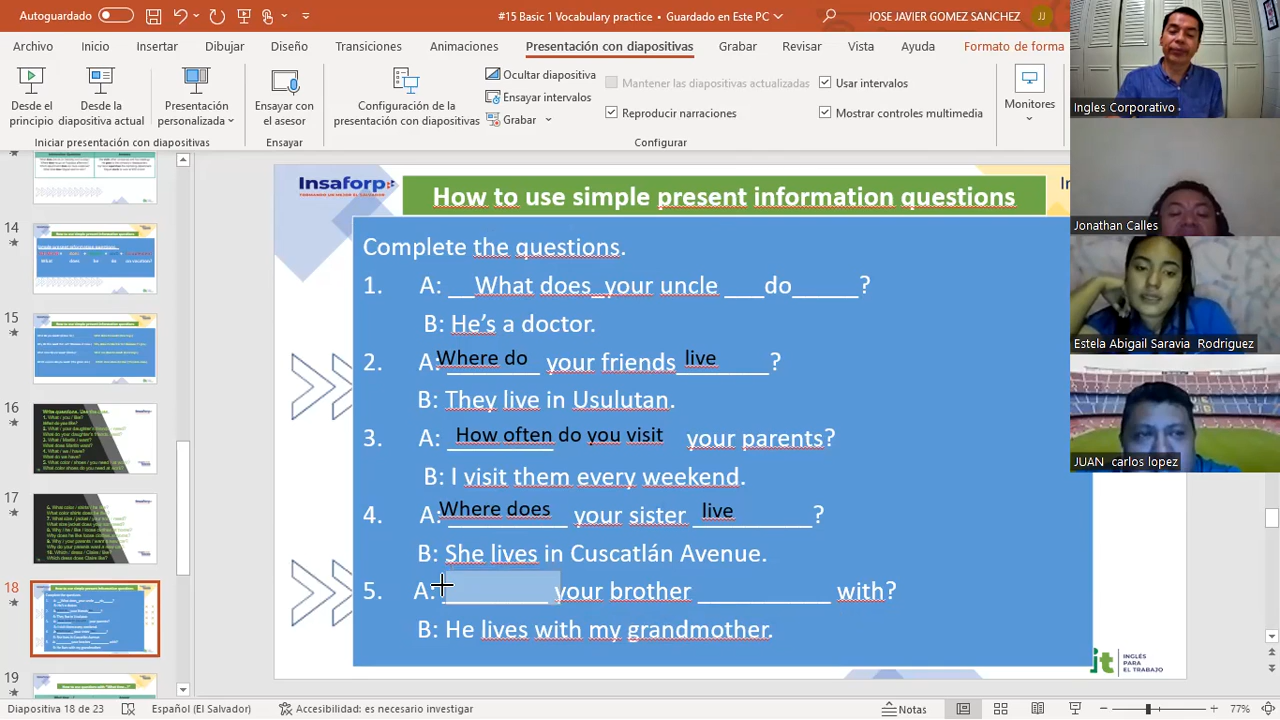 Autoguardado
#15 Basic 1 Vocabulary practice • Guardado en Este PC
JOSE JAVIER GOMEZ SANCHEZ
JJ
Archivo Inicio Insertar Dibujar Diseño Transiciones Animaciones Presentación con diapositivas Grabar Revisar Vista Ayuda Formato de forma
Desde el principio
Desde la diapositiva actual
Presentación personalizada
Ensayar con el asesor
Configuración de la presentación con diapositivas
Ocultar diapositiva
Ensayar intervalos
Grabar
Mantener las diapositivas actualizadas
Reproducir narraciones
Usar intervalos
Mostrar controles multimedia
Monitores
Iniciar presentación con diapositivas
Ensayar
Configurar
14
15
16
17
18
19
Insaforp
How to use simple present information questions
Complete the questions.
1. A: __What does_your uncle ___do_____?
B: He's a doctor.
2. A: Where do your friends live ?
B: They live in Usulutan.
3. A: How often do you visit your parents?
B: I visit them every weekend.
4. A: Where does your sister live ?
B: She lives in Cuscatlán Avenue.
5. A: ________ your brother __________ with?
B: He lives with my grandmother.
INGLÉS
PARA EL
TRABAJO
Ingles Corporativo
Jonathan Calles
Estela Abigail Saravia Rodriguez
JUAN carlos lopez
Diapositiva 18 de 23
Español (El Salvador)
Accesibilidad: es necesario investigar
Notas
77%